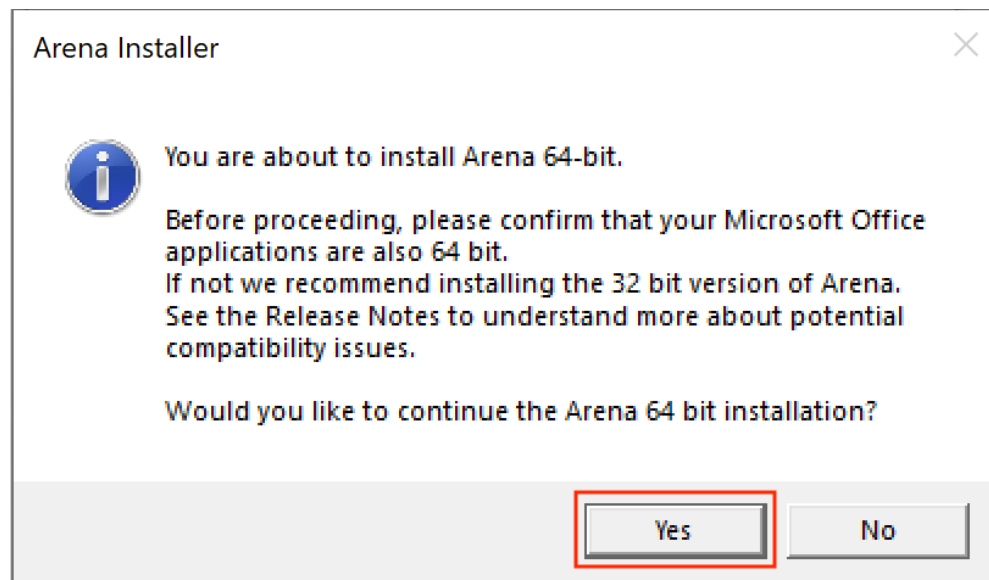 Arena Installer
You are about to install Arena 64-bit.
Before proceeding, please confirm that your Microsoft Office
applications are also 64 bit.
If not we recommend installing the 32 bit version of Arena.
See the Release Notes to understand more about potential
compatibility issues.
Would you like to continue the Arena 64 bit installation?
Yes
No